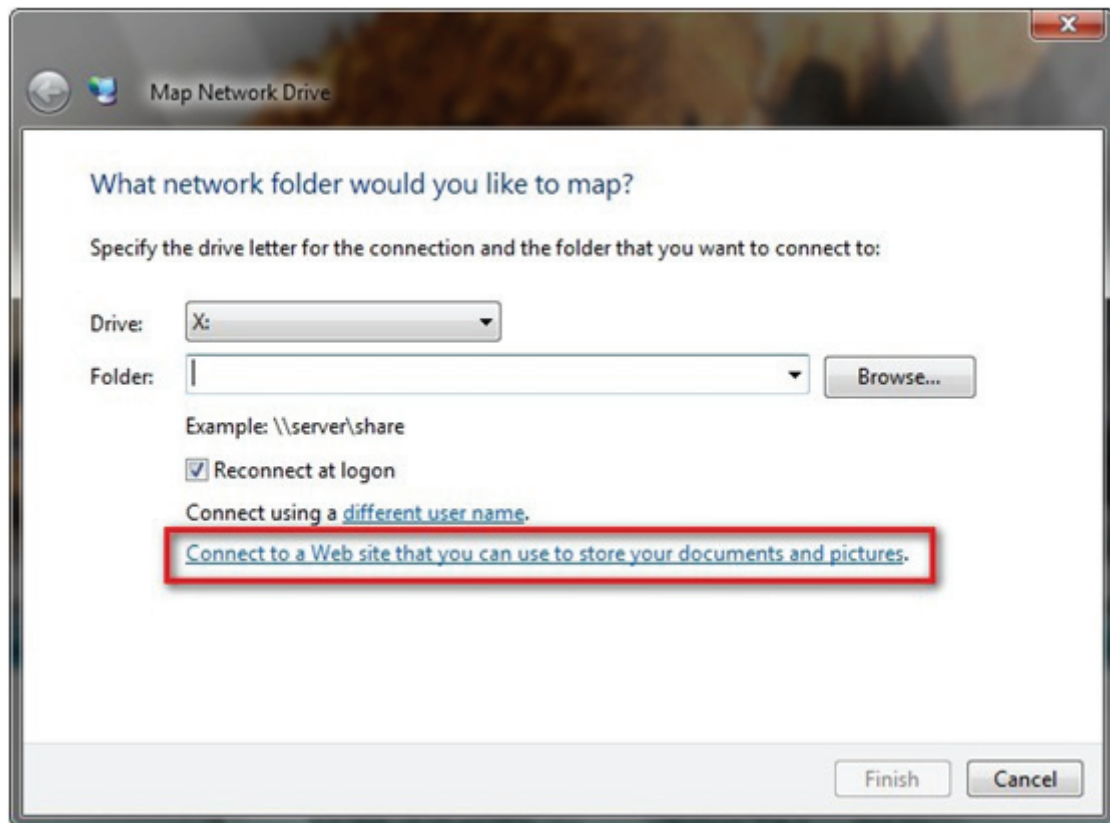 Map Network Drive
What network folder would you like to map?
Specify the drive letter for the connection and the folder that you want to connect to:
Drive: X:
Folder: Browse...
Example: \\server\share
Reconnect at logon
Connect using a different user name.
Connect to a Web site that you can use to store your documents and pictures.
Finish Cancel